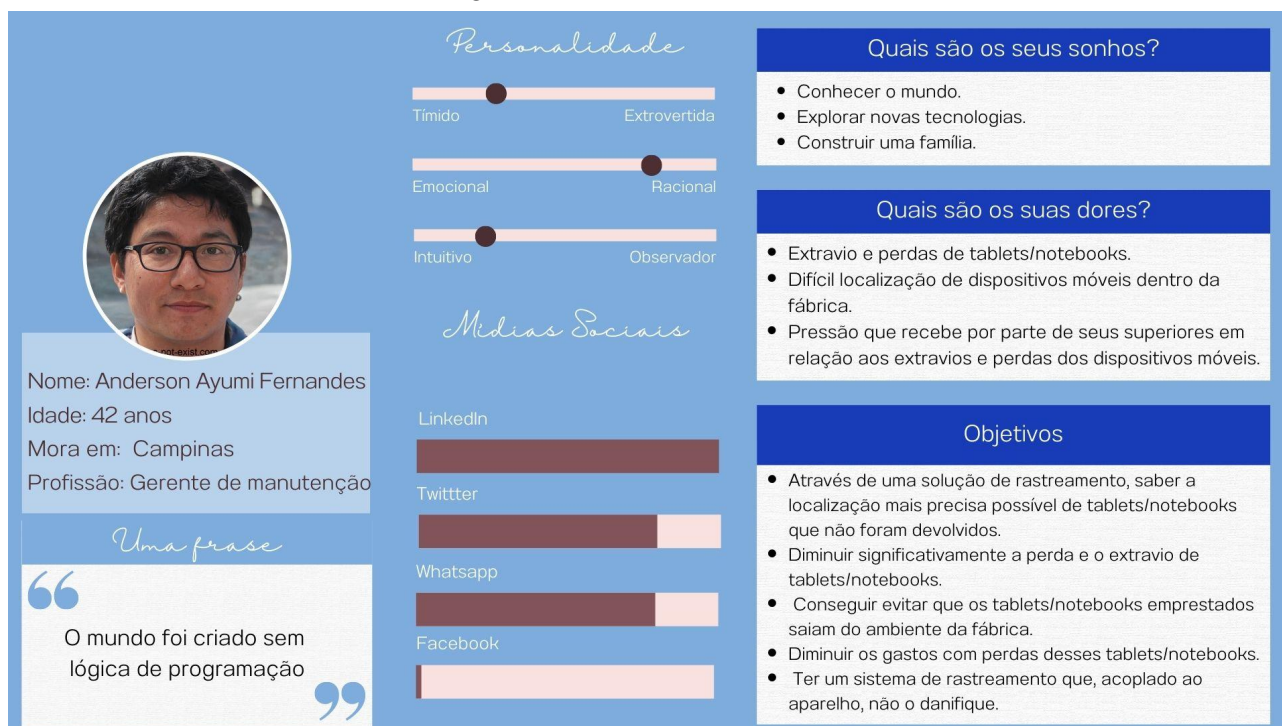 Personalidade
Tímido
Extrovertida
Emocional
Racional
Intuitivo
Observador
Mídias Sociais
LinkedIn
Twittter
Whatsapp
Facebook
not-exist.com
Nome: Anderson Ayumi Fernandes
Idade: 42 anos
Mora em: Campinas
Profissão: Gerente de manutenção
Uma frase
“
O mundo foi criado sem
lógica de programação
”
Quais são os seus sonhos?
• Conhecer o mundo.
• Explorar novas tecnologias.
• Construir uma família.
Quais são os suas dores?
• Extravio e perdas de tablets/notebooks.
• Difícil localização de dispositivos móveis dentro da
fábrica.
• Pressão que recebe por parte de seus superiores em
relação aos extravios e perdas dos dispositivos móveis.
Objetivos
• Através de uma solução de rastreamento, saber a
localização mais precisa possível de tablets/notebooks
que não foram devolvidos.
• Diminuir significativamente a perda e o extravio de
tablets/notebooks.
• Conseguir evitar que os tablets/notebooks emprestados
saiam do ambiente da fábrica.
• Diminuir os gastos com perdas desses tablets/notebooks.
• Ter um sistema de rastreamento que, acoplado ao
aparelho, não o danifique.